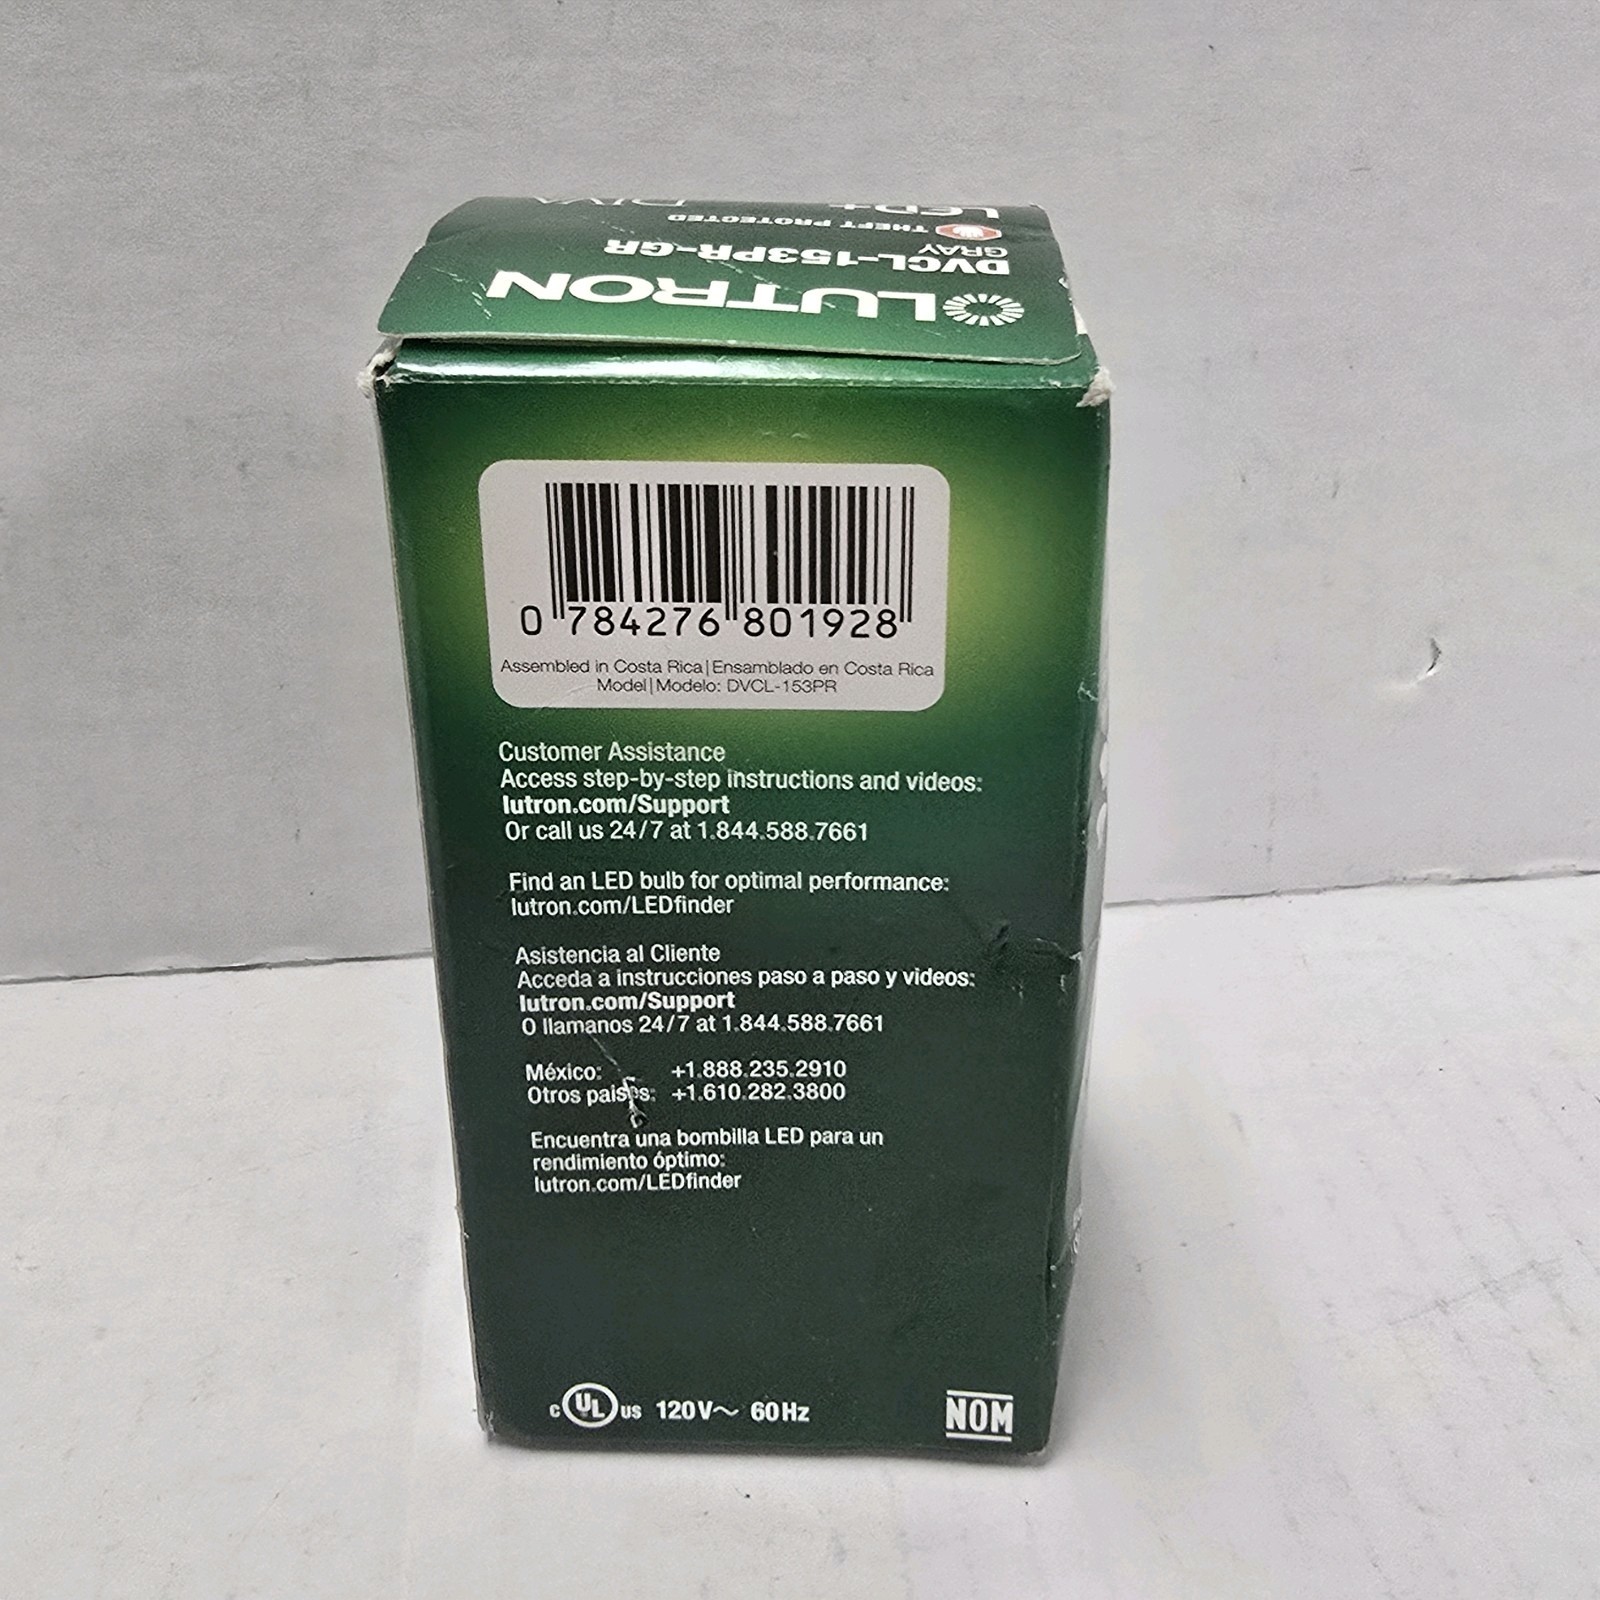 LED+ DIVA
THEFT PROTECTED
GRAY
DVCL-153PR-GR
LUTRON
0 784276 801928
Assembled in Costa Rica | Ensamblado en Costa Rica
Model | Modelo: DVCL-153PR
Customer Assistance
Access step-by-step instructions and videos:
lutron.com/Support
Or call us 24/7 at 1.844.588.7661
Find an LED bulb for optimal performance:
lutron.com/LEDfinder
Asistencia al Cliente
Acceda a instrucciones paso a paso y videos:
lutron.com/Support
O llamanos 24/7 at 1.844.588.7661
México: +1.888.235.2910
Otros países: +1.610.282.3800
Encuentra una bombilla LED para un
rendimiento óptimo:
lutron.com/LEDfinder
c UL us 120V~ 60Hz
NOM